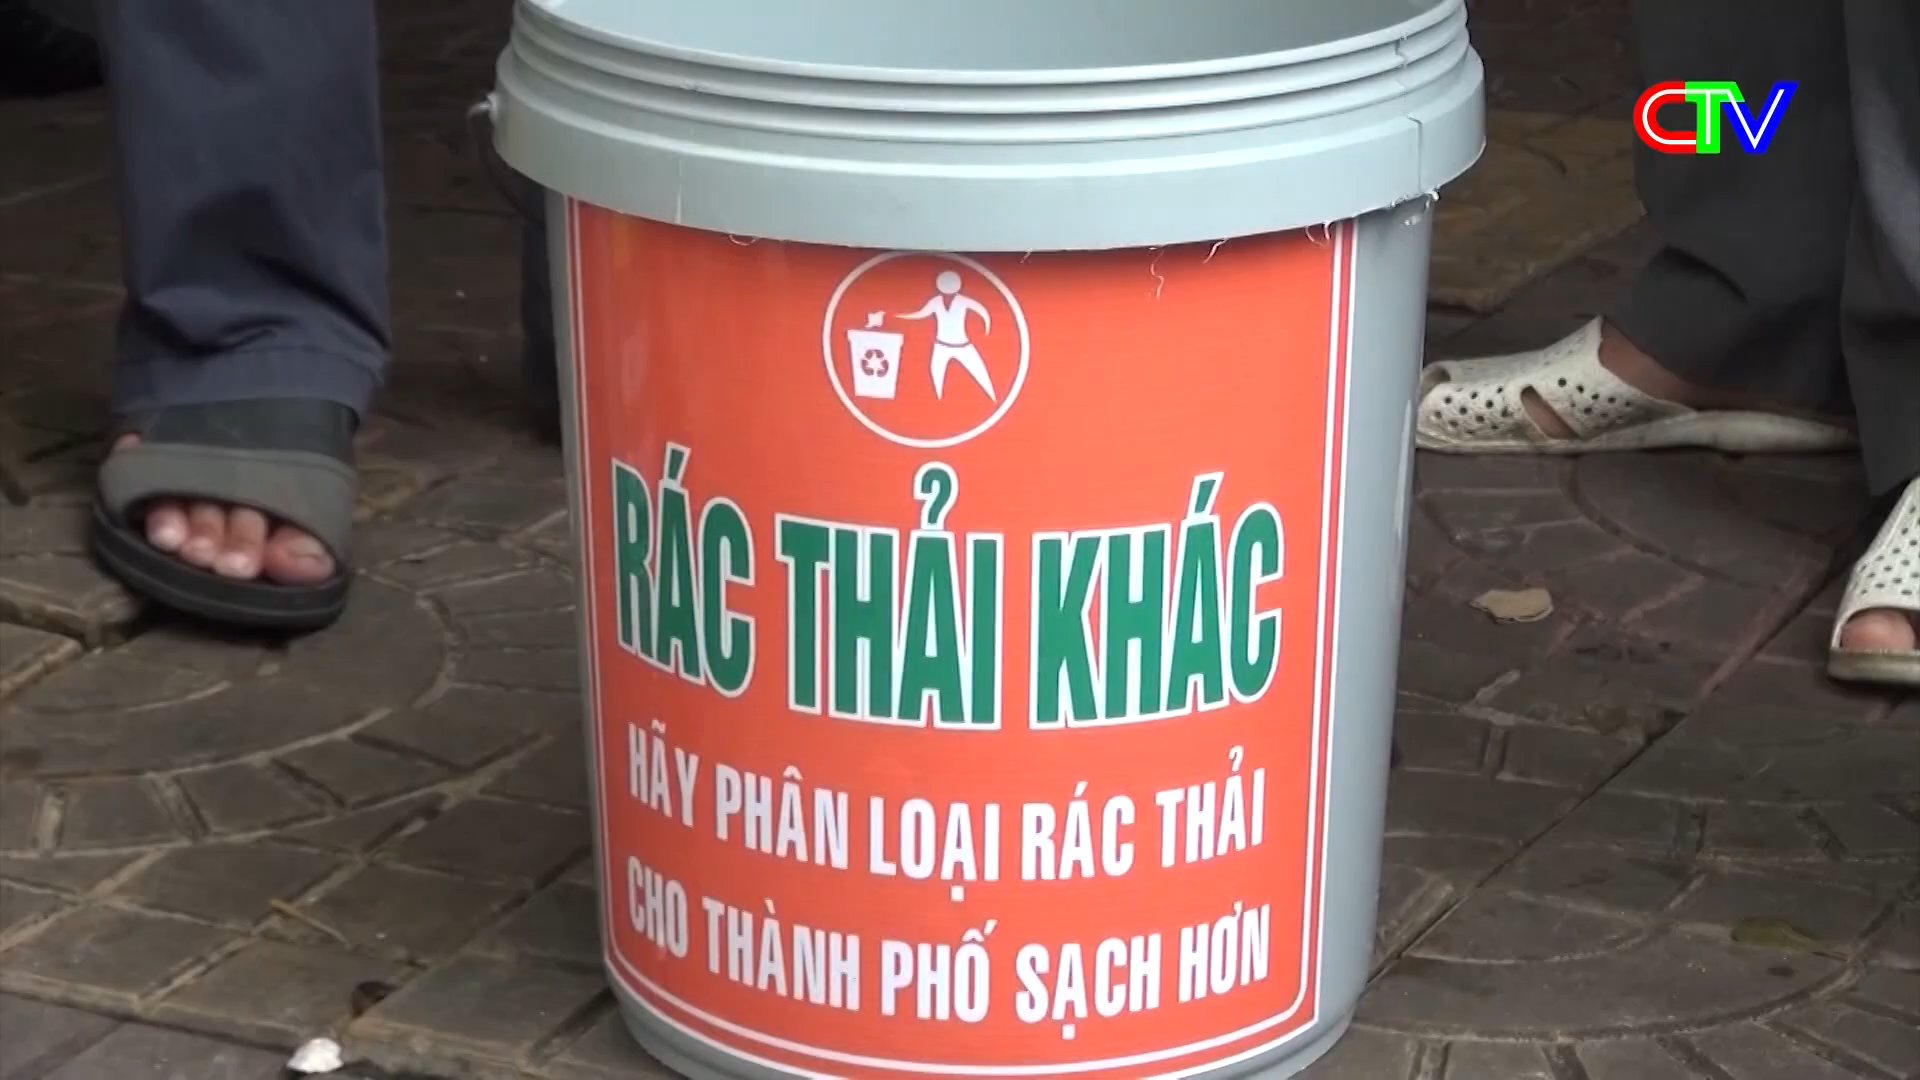 CTV
RÁC THẢI KHÁC
HÃY PHÂN LOẠI RÁC THẢI
CHO THÀNH PHỐ SẠCH HƠN